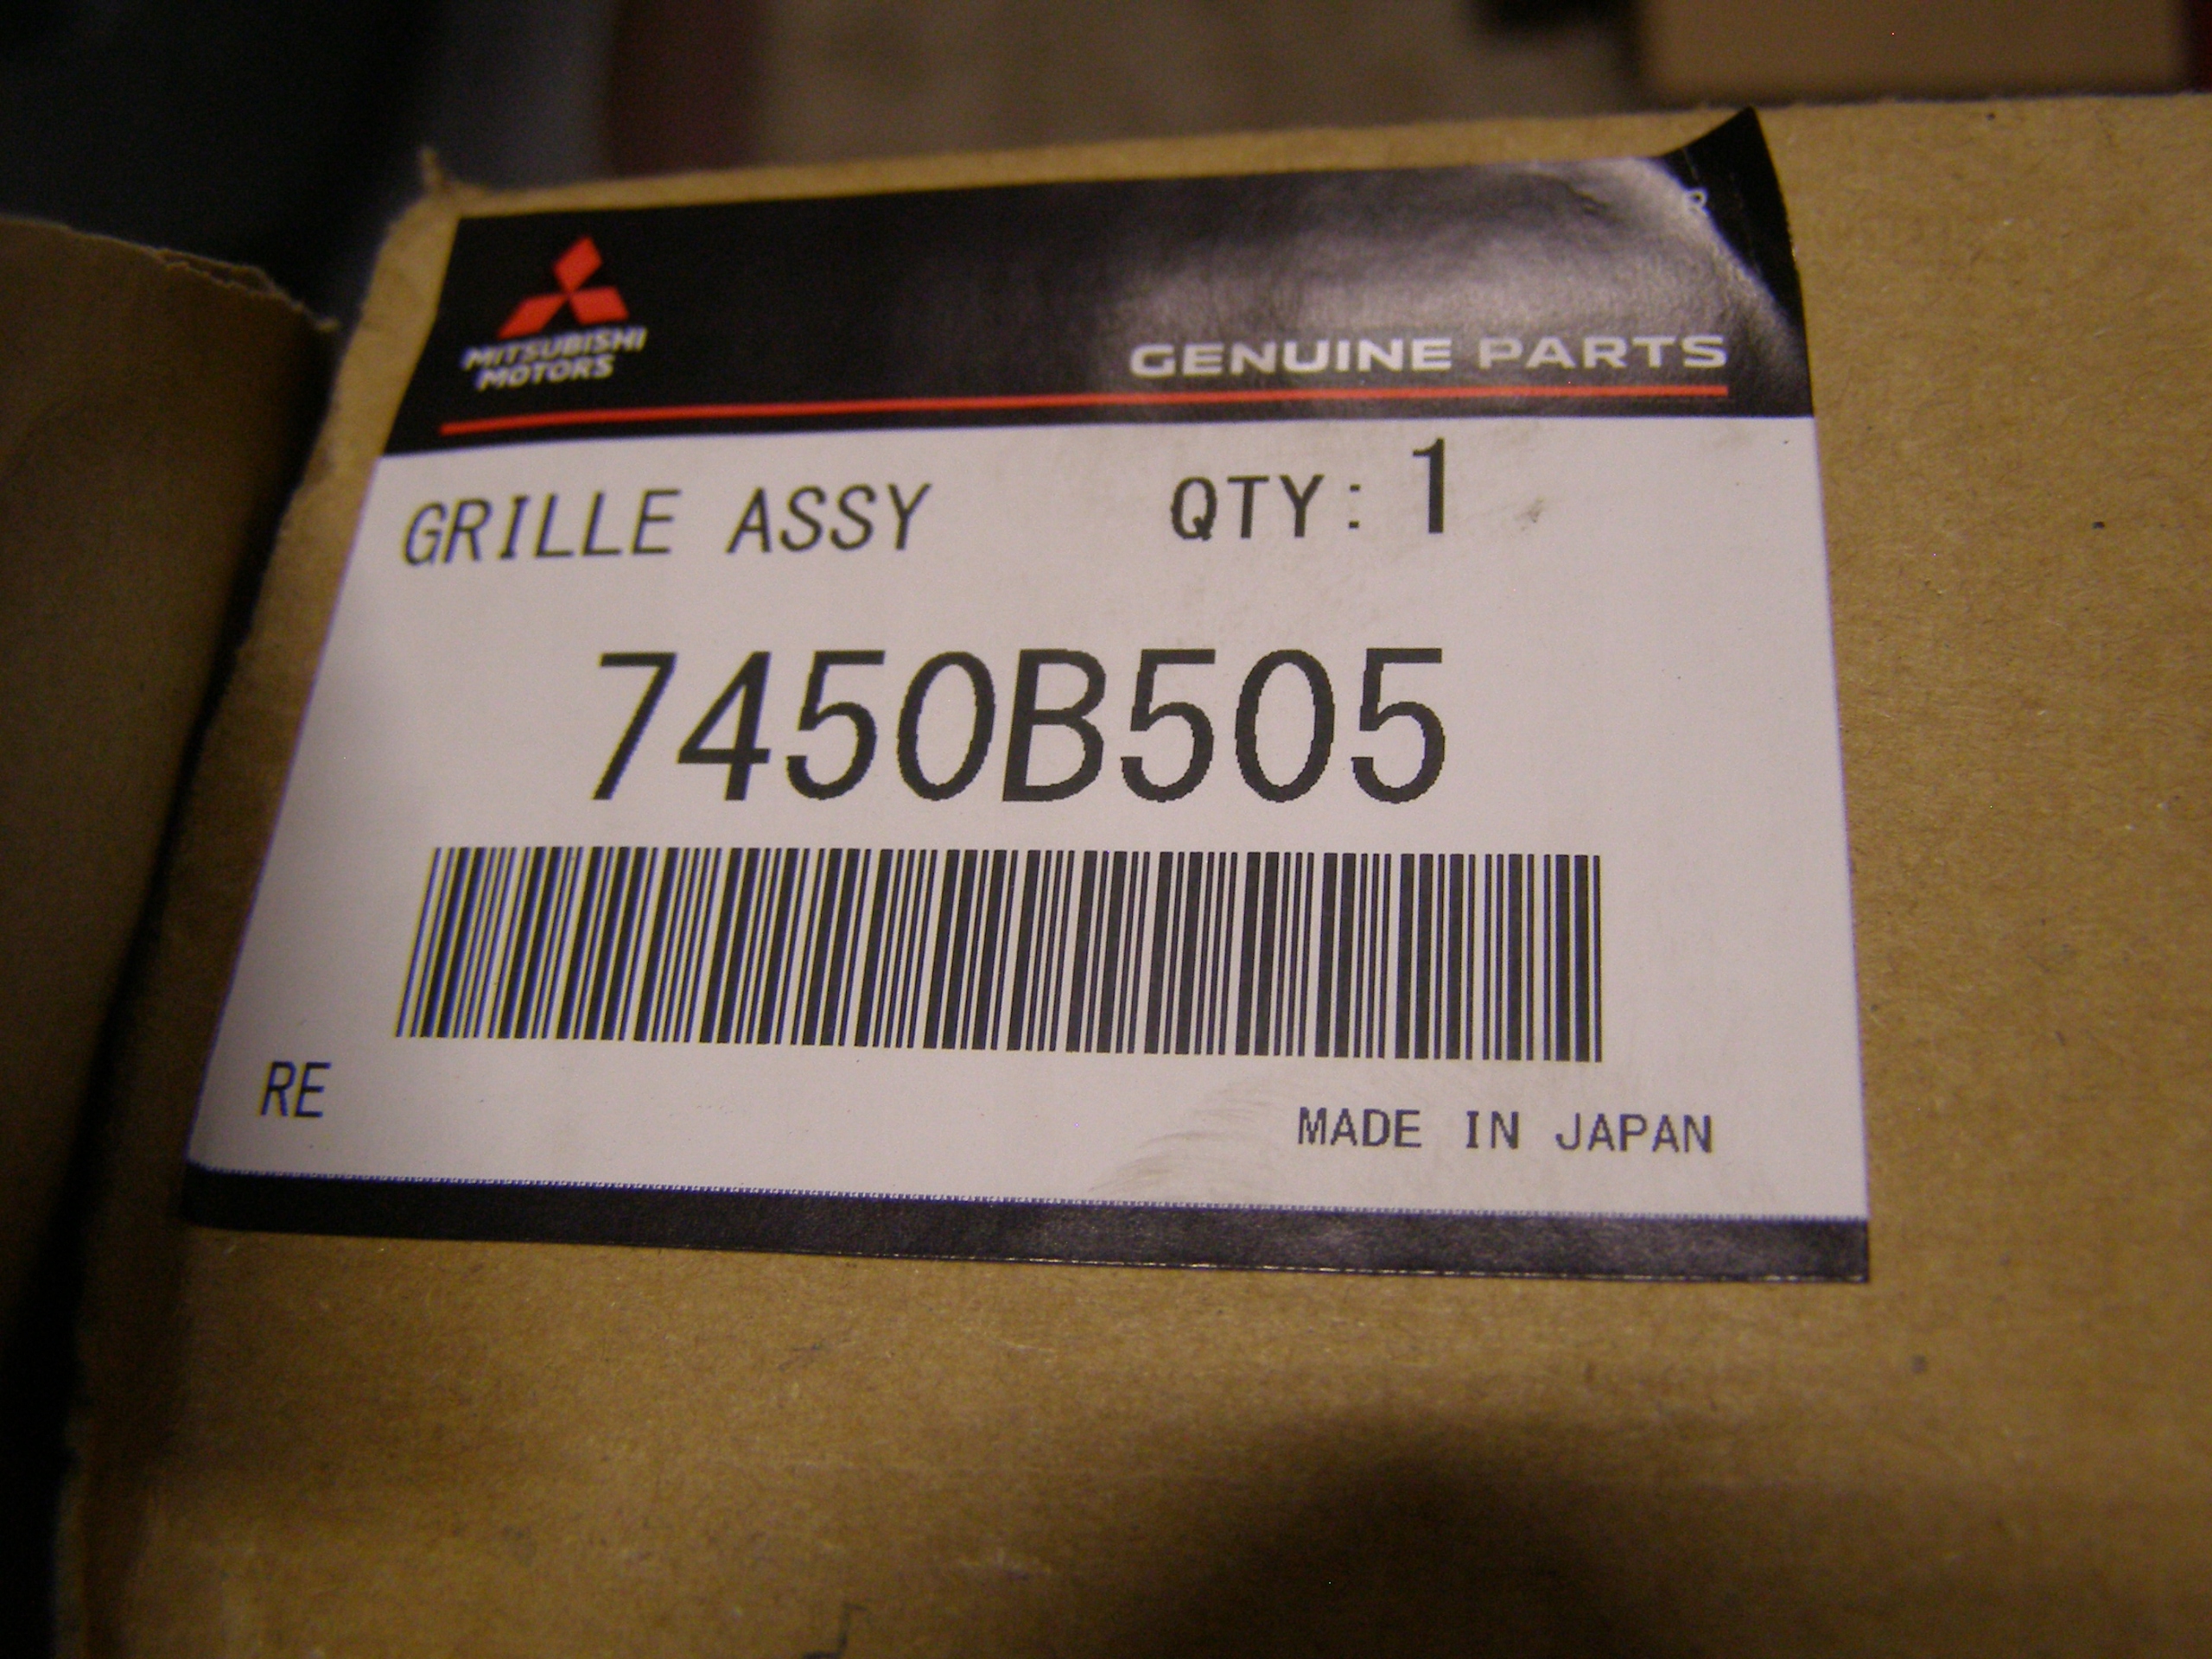 MITSUBISHI
MOTORS
GENUINE PARTS
GRILLE ASSY QTY: 1
7450B505
RE
MADE IN JAPAN